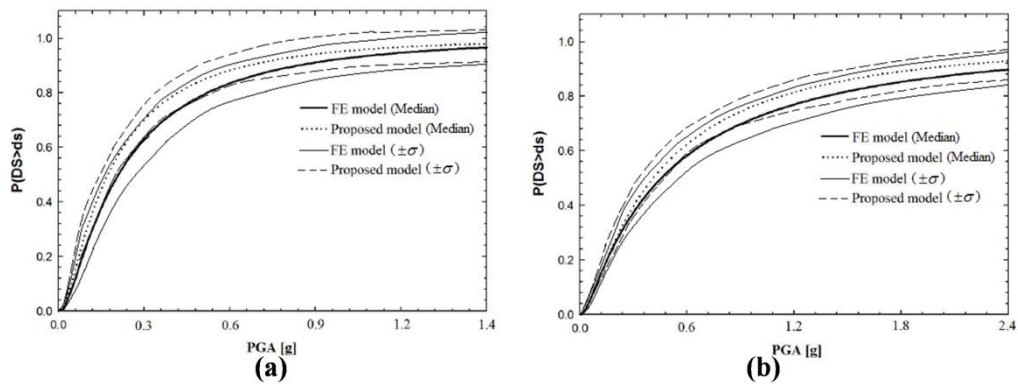 1.0
0.8
0.6
0.4
0.2
0.0
P(DS>ds)
FE model (Median)
Proposed model (Median)
FE model (±σ)
Proposed model (±σ)
0.0 0.3 0.6 0.9 1.2 1.4
PGA [g]
(a)
1.0
0.8
0.6
0.4
0.2
0.0
P(DS>ds)
FE model (Median)
Proposed model (Median)
FE model (±σ)
Proposed model (±σ)
0.0 0.6 1.2 1.8 2.4
PGA [g]
(b)